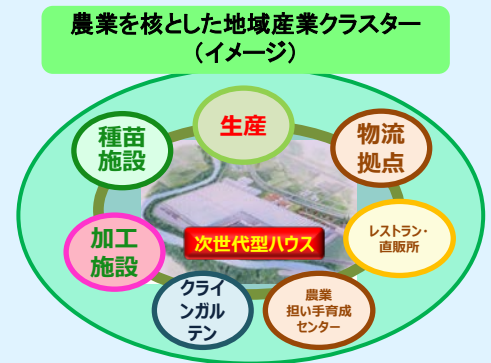 農業を核とした地域産業クラスター
（イメージ）
生産
種苗
施設
物流
拠点
加工
施設
次世代型ハウス
レストラン・
直販所
クライ
ンガル
テン
農業
担い手育成
センター